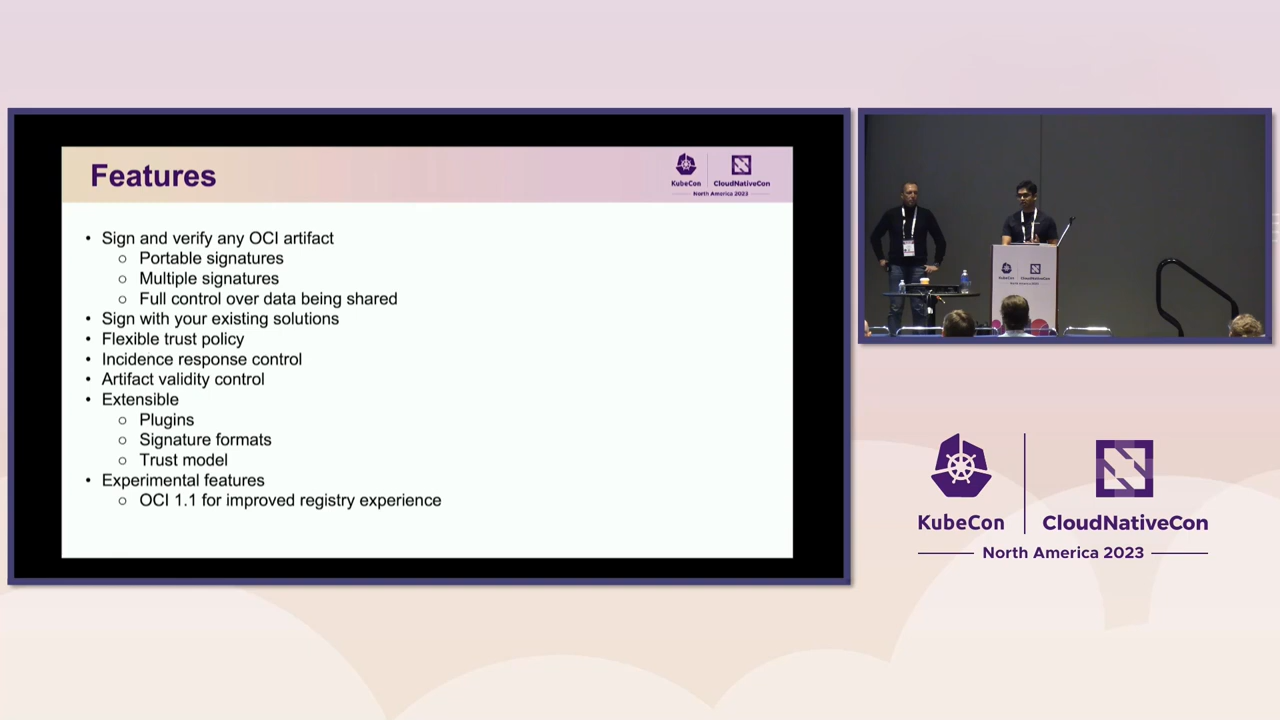 Features
KubeCon
CloudNativeCon
North America 2023
• Sign and verify any OCI artifact
○ Portable signatures
○ Multiple signatures
○ Full control over data being shared
• Sign with your existing solutions
• Flexible trust policy
• Incidence response control
• Artifact validity control
• Extensible
○ Plugins
○ Signature formats
○ Trust model
• Experimental features
○ OCI 1.1 for improved registry experience
KubeCon
CloudNativeCon
KubeCon
CloudNativeCon
North America 2023